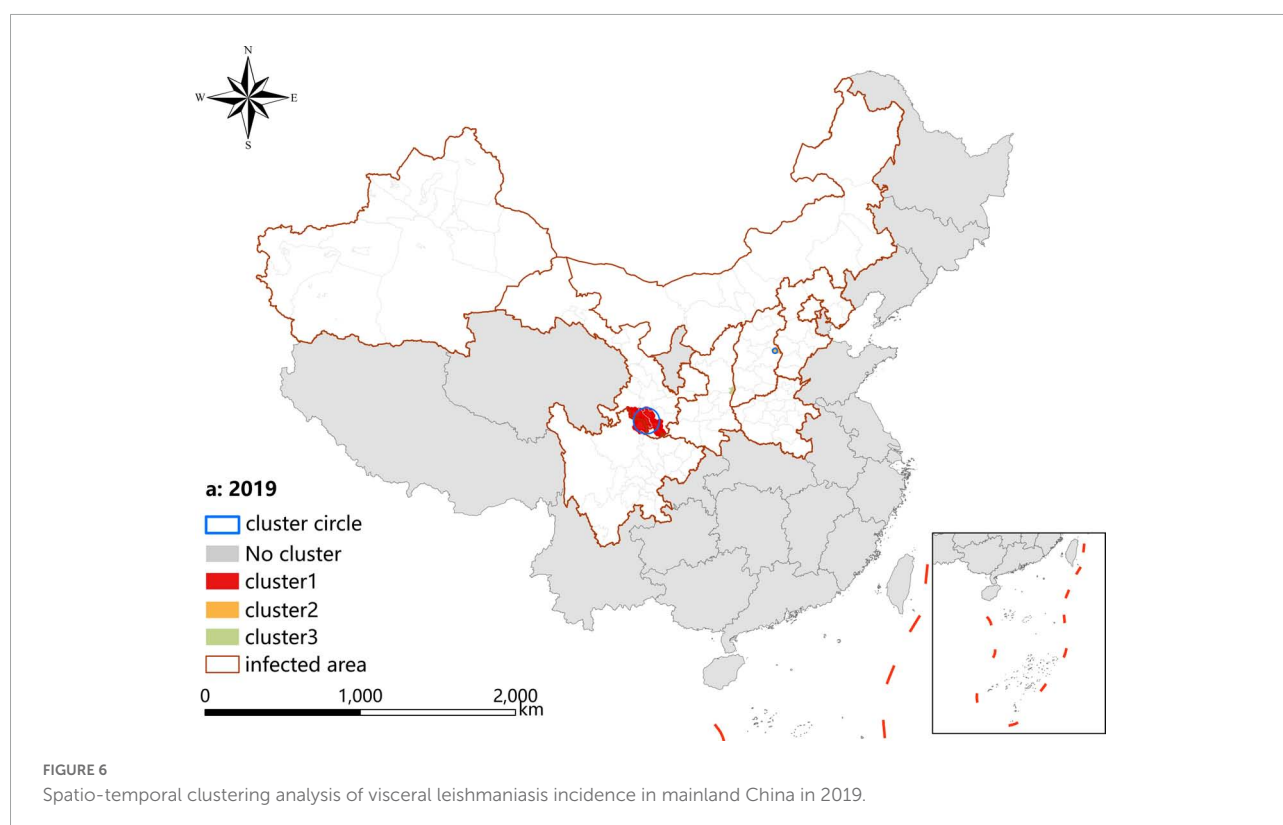 N
W
E
S
a: 2019
cluster circle
No cluster
cluster1
cluster2
cluster3
infected area
0 1,000 2,000
km
FIGURE 6
Spatio-temporal clustering analysis of visceral leishmaniasis incidence in mainland China in 2019.